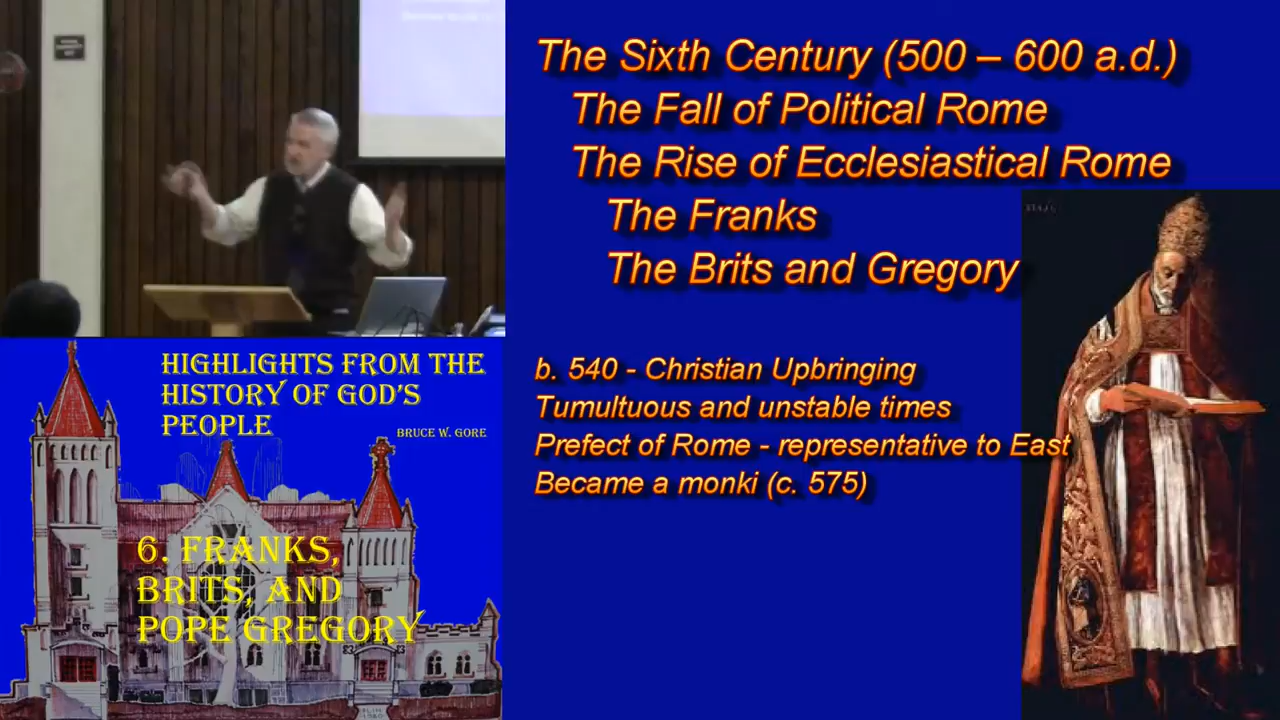 The Sixth Century (500 – 600 a.d.)
The Fall of Political Rome
The Rise of Ecclesiastical Rome
The Franks
The Brits and Gregory
b. 540 - Christian Upbringing
Tumultuous and unstable times
Prefect of Rome - representative to East
Became a monki (c. 575)
HIGHLIGHTS FROM THE
HISTORY OF GOD'S
PEOPLE
BRUCE W. GORE
6. FRANKS,
BRITS, AND
POPE GREGORY